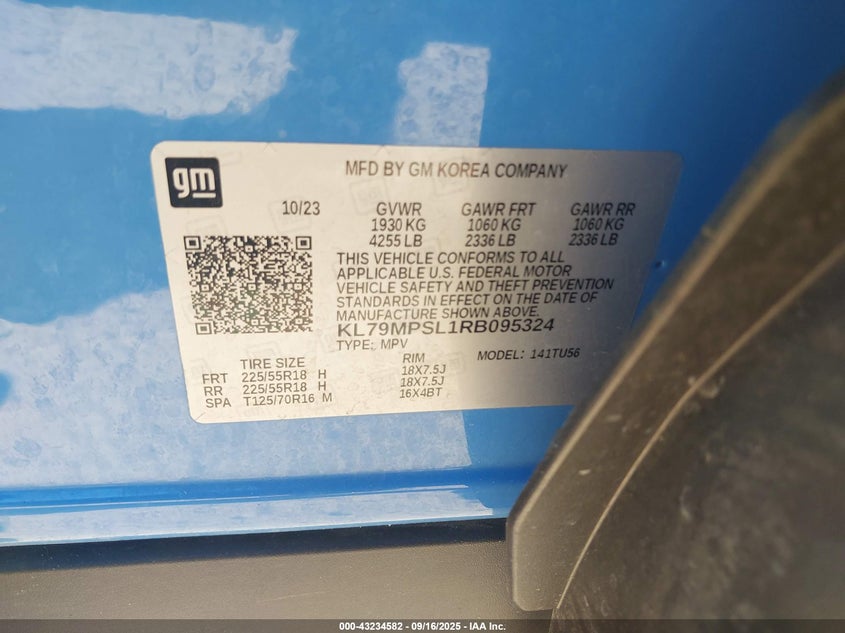 MFD BY GM KOREA COMPANY
gm
10/23 GVWR GAWR FRT GAWR RR
1930 KG 1060 KG 1060 KG
4255 LB 2336 LB 2336 LB
THIS VEHICLE CONFORMS TO ALL
APPLICABLE U.S. FEDERAL MOTOR
VEHICLE SAFETY AND THEFT PREVENTION
STANDARDS IN EFFECT ON THE DATE OF
MANUFACTURE SHOWN ABOVE.
KL79MPSL1RB095324
TYPE: MPV MODEL: 141TU56
TIRE SIZE RIM
FRT 225/55R18 H 18X7.5J
RR 225/55R18 H 18X7.5J
SPA T125/70R16 M 16X4BT
000-43234582 - 09/16/2025 - IAA Inc.